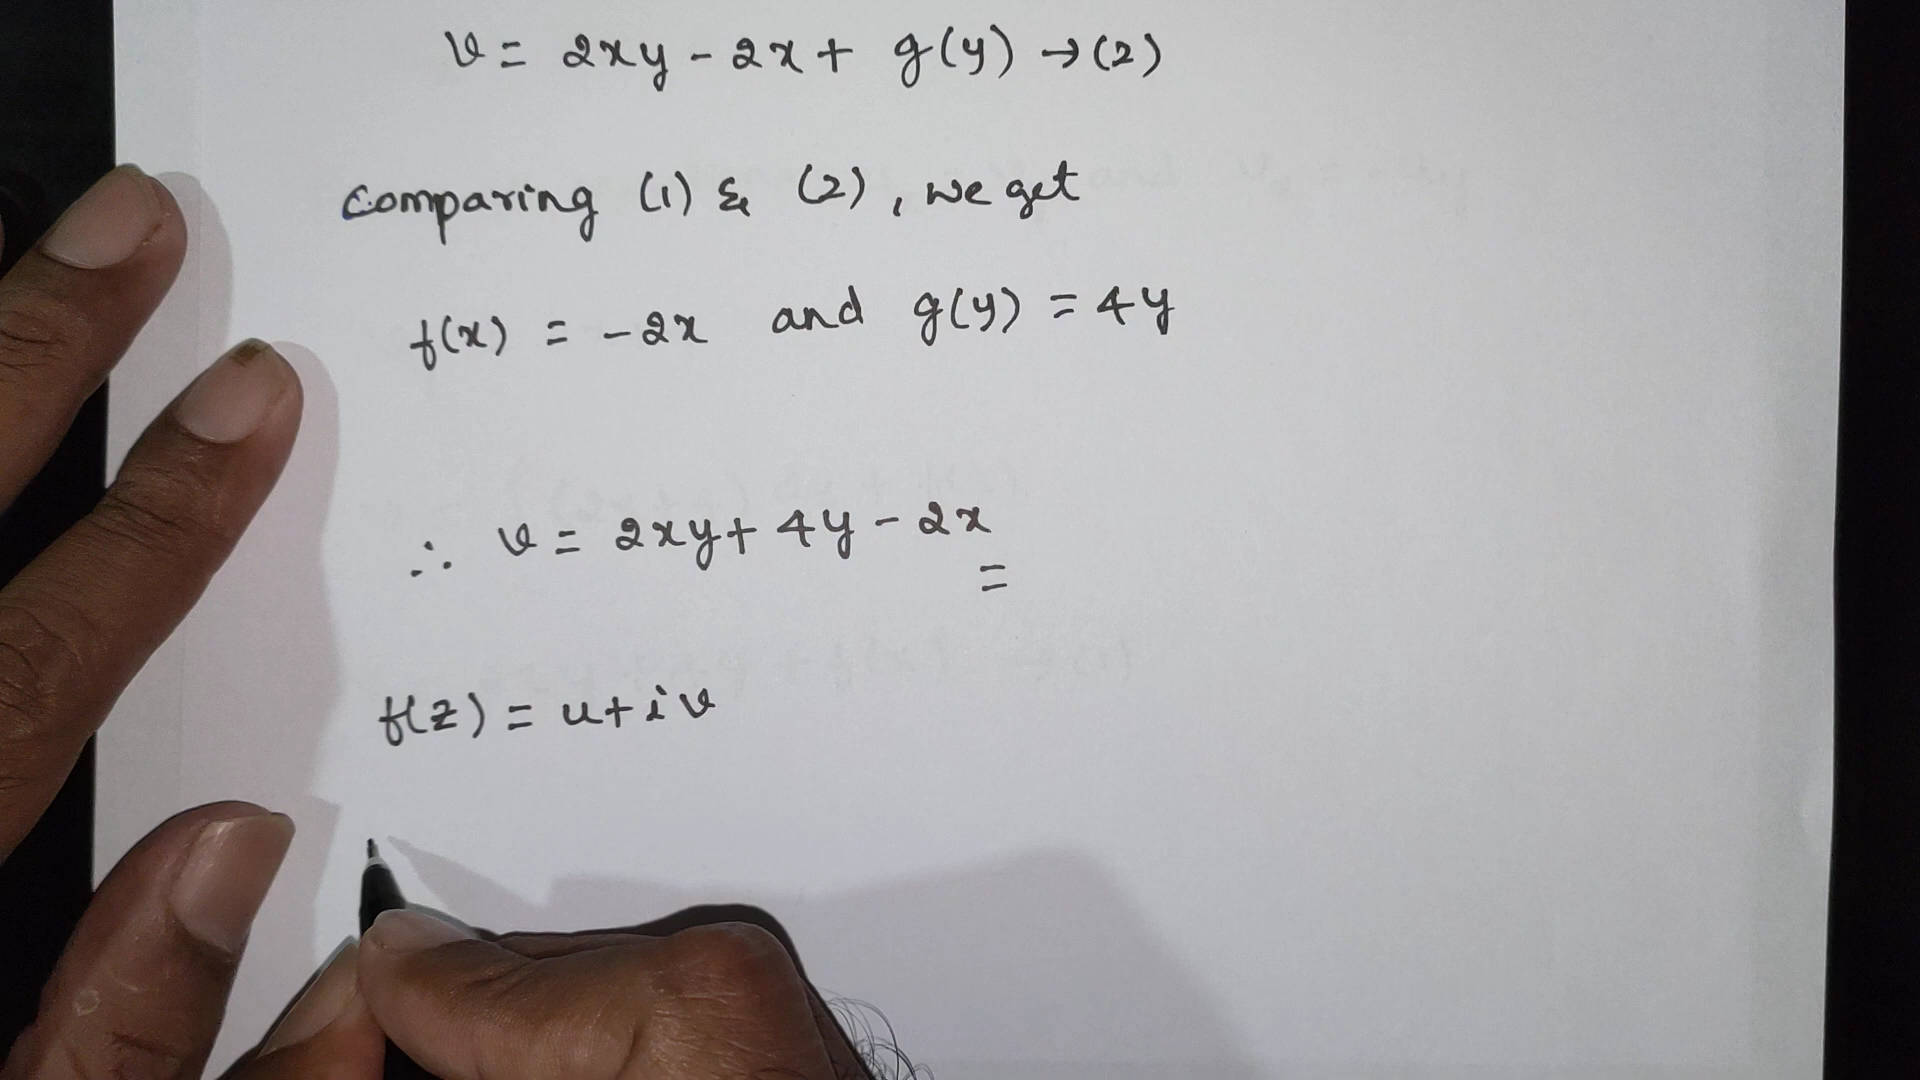 v = 2xy - 2x + g(y) → (2)
comparing (1) & (2), we get
f(x) = -2x and g(y) = 4y
∴ v = 2xy + 4y - 2x
=
f(z) = u + iv